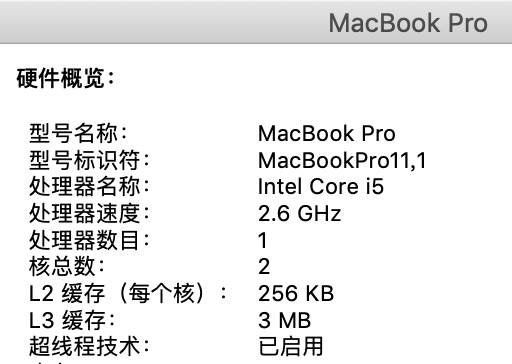 MacBook Pro
硬件概览：
型号名称： MacBook Pro
型号标识符： MacBookPro11,1
处理器名称： Intel Core i5
处理器速度： 2.6 GHz
处理器数目： 1
核总数： 2
L2 缓存（每个核）： 256 KB
L3 缓存： 3 MB
超线程技术： 已启用